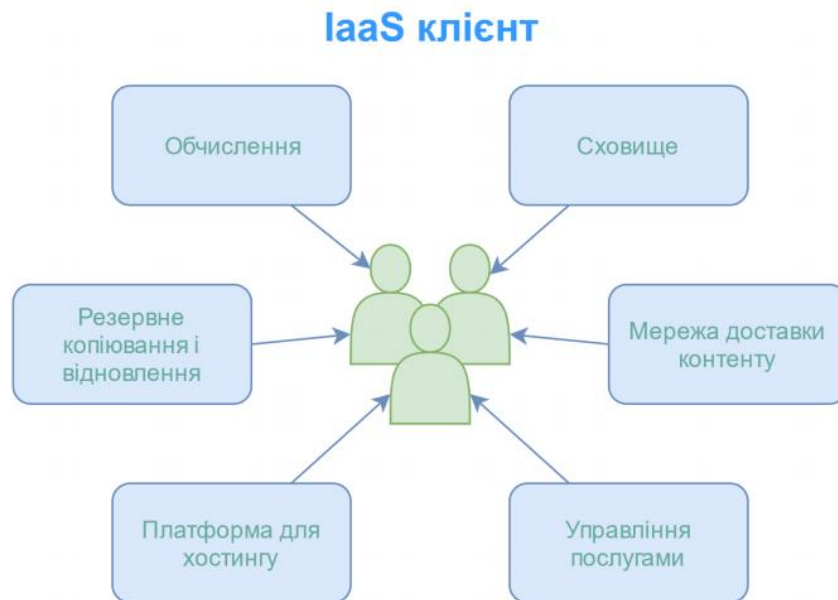 IaaS клієнт
Обчислення
Сховище
Резервне
копіювання і
відновлення
Мережа доставки
контенту
Платформа для
хостингу
Управління
послугами